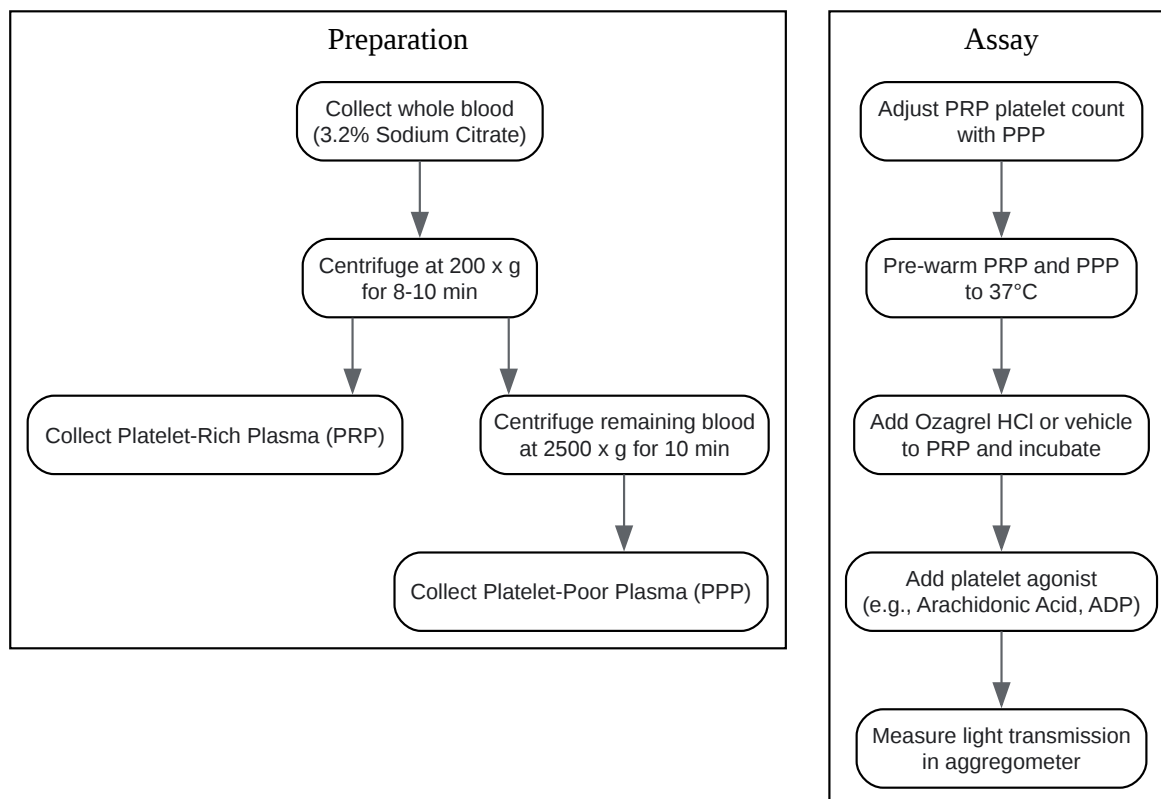 Preparation
Collect whole blood
(3.2% Sodium Citrate)
Centrifuge at 200 x g
for 8-10 min
Collect Platelet-Rich Plasma (PRP)
Centrifuge remaining blood
at 2500 x g for 10 min
Collect Platelet-Poor Plasma (PPP)
Assay
Adjust PRP platelet count
with PPP
Pre-warm PRP and PPP
to 37°C
Add Ozagrel HCl or vehicle
to PRP and incubate
Add platelet agonist
(e.g., Arachidonic Acid, ADP)
Measure light transmission
in aggregometer